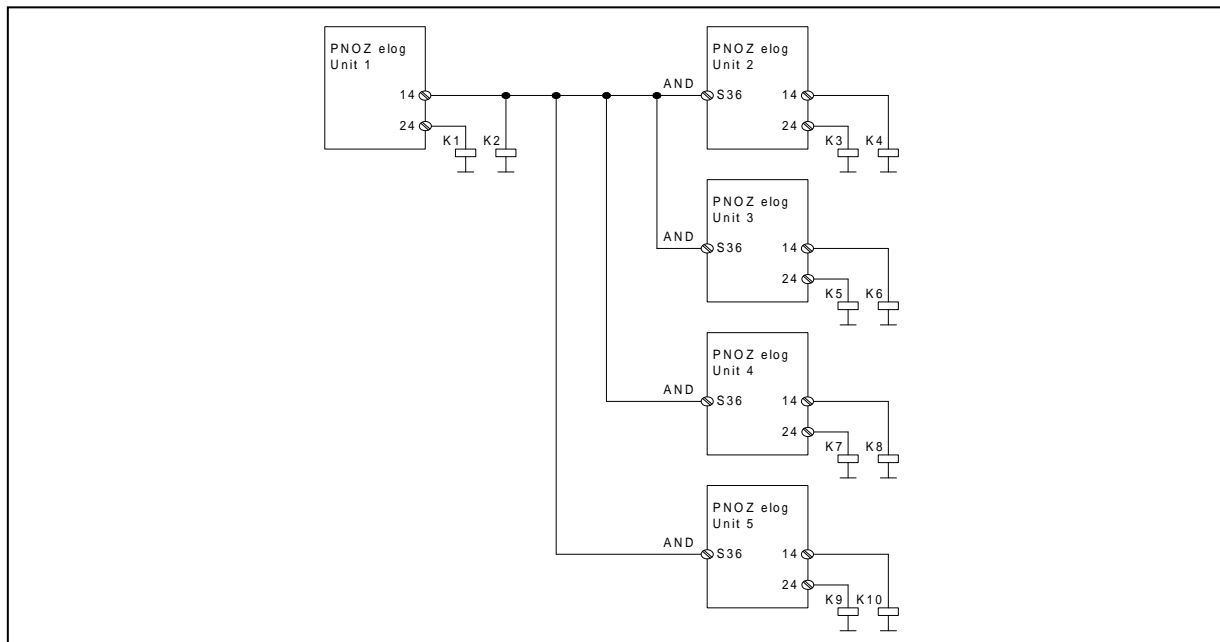 PNOZ elog
Unit 1
14
24
K1
K2
AND
PNOZ elog
Unit 2
S36
14
24
K3
K4
AND
PNOZ elog
Unit 3
S36
14
24
K5
K6
AND
PNOZ elog
Unit 4
S36
14
24
K7
K8
AND
PNOZ elog
Unit 5
S36
14
24
K9
K10